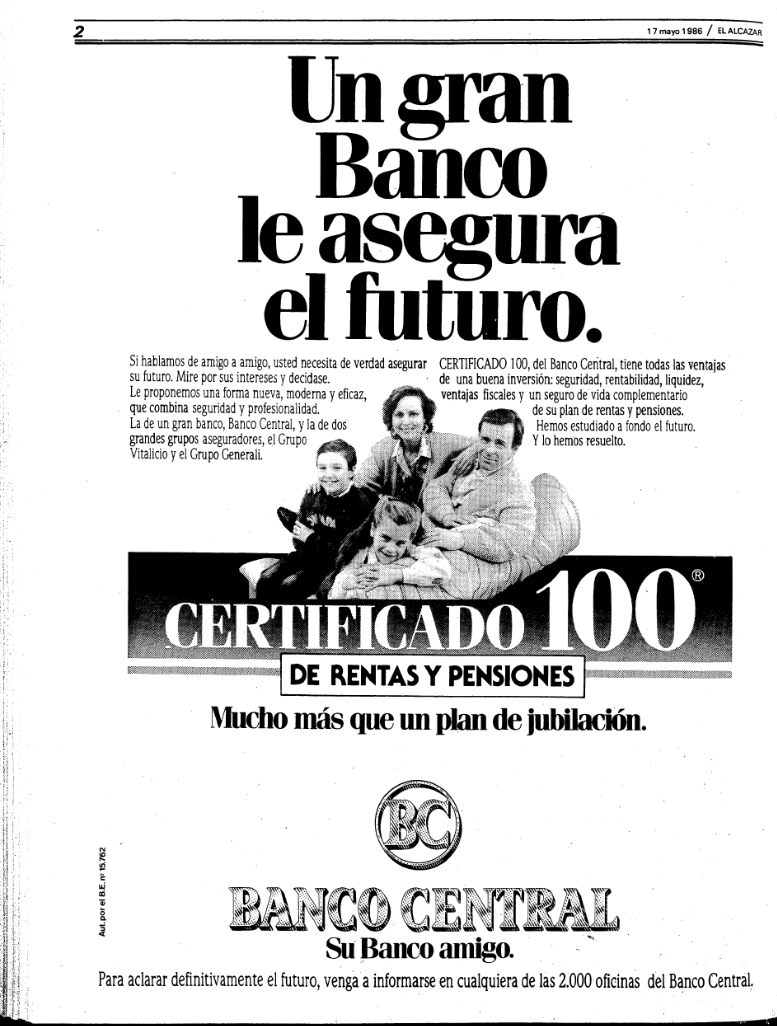 2
17 mayo 1986 / EL ALCAZAR
Un gran
Banco
le asegura
el futuro.
Si hablamos de amigo a amigo, usted necesita de verdad asegurar
su futuro. Mire por sus intereses y decídase.
Le proponemos una forma nueva, moderna y eficaz,
que combina seguridad y profesionalidad.
La de un gran banco, Banco Central, y la de dos
grandes grupos aseguradores, el Grupo
Vitalicio y el Grupo Generali.
CERTIFICADO 100, del Banco Central, tiene todas las ventajas
de una buena inversión: seguridad, rentabilidad, liquidez,
ventajas fiscales y un seguro de vida complementario
de su plan de rentas y pensiones.
Hemos estudiado a fondo el futuro.
Y lo hemos resuelto.
CERTIFICADO 100®
DE RENTAS Y PENSIONES
Mucho más que un plan de jubilación.
BC
BANCO CENTRAL
Su Banco amigo.
Aut. por el B.E. nº 15.762
Para aclarar definitivamente el futuro, venga a informarse en cualquiera de las 2.000 oficinas del Banco Central.